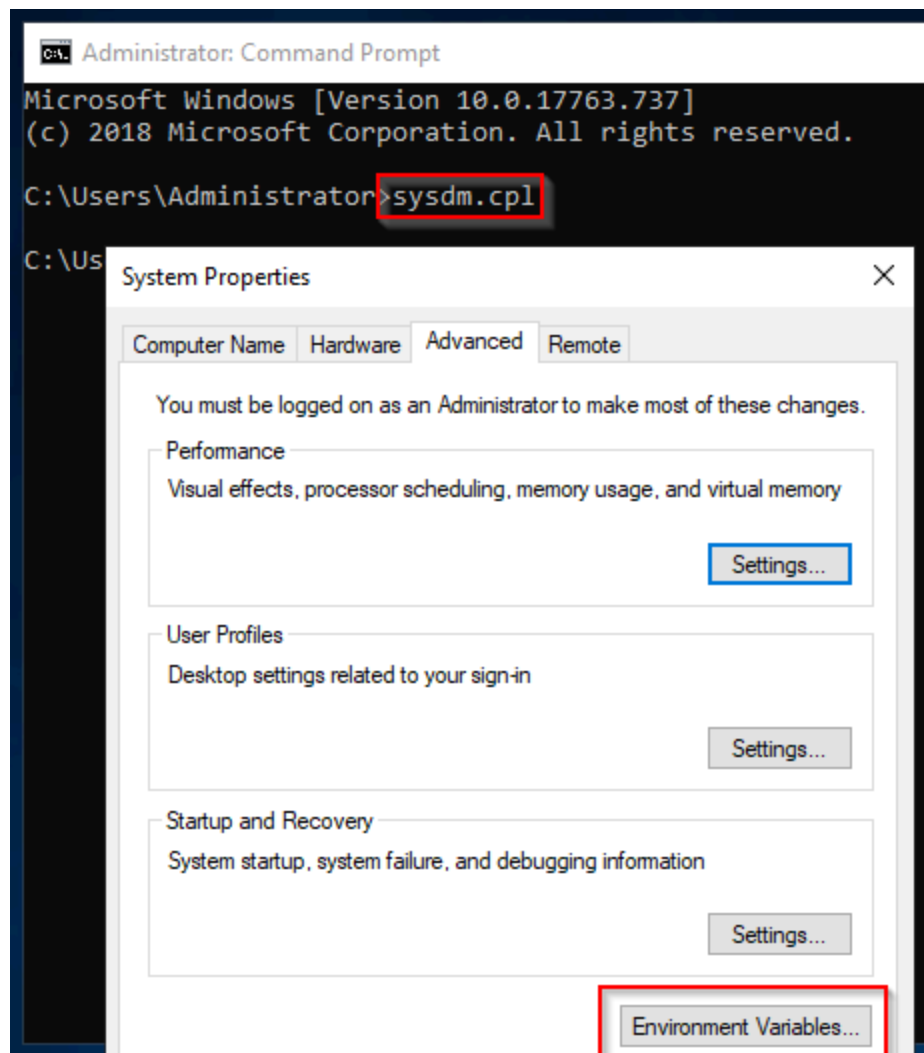 Administrator: Command Prompt
Microsoft Windows [Version 10.0.17763.737]
(c) 2018 Microsoft Corporation. All rights reserved.
C:\Users\Administrator>sysdm.cpl
C:\Us
System Properties
Computer Name Hardware Advanced Remote
You must be logged on as an Administrator to make most of these changes.
Performance
Visual effects, processor scheduling, memory usage, and virtual memory
Settings...
User Profiles
Desktop settings related to your sign-in
Settings...
Startup and Recovery
System startup, system failure, and debugging information
Settings...
Environment Variables...